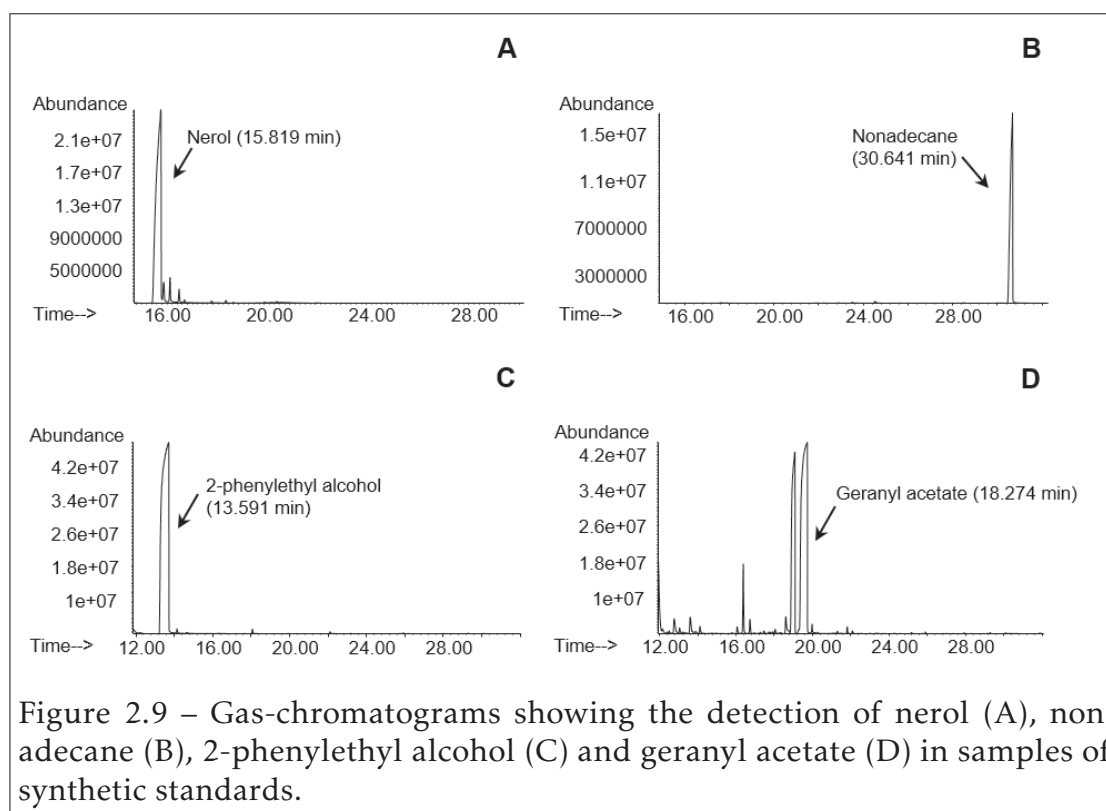 A
Abundance
2.1e+07
1.7e+07
1.3e+07
9000000
5000000
Nerol (15.819 min)
Time-->
16.00 20.00 24.00 28.00
B
Abundance
1.5e+07
1.1e+07
7000000
3000000
Nonadecane
(30.641 min)
Time-->
16.00 20.00 24.00 28.00
C
Abundance
4.2e+07
3.4e+07
2.6e+07
1.8e+07
1e+07
2-phenylethyl alcohol
(13.591 min)
Time-->
12.00 16.00 20.00 24.00 28.00
D
Abundance
4.2e+07
3.4e+07
2.6e+07
1.8e+07
1e+07
Geranyl acetate (18.274 min)
Time-->
12.00 16.00 20.00 24.00 28.00
Figure 2.9 – Gas-chromatograms showing the detection of nerol (A), non
adecane (B), 2-phenylethyl alcohol (C) and geranyl acetate (D) in samples of
synthetic standards.